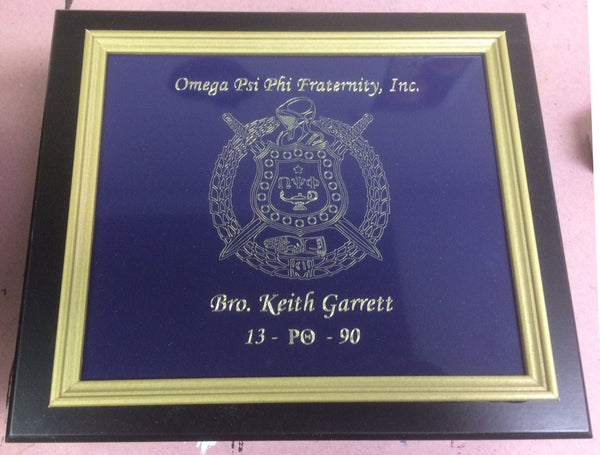 Omega Psi Phi Fraternity, Inc.
ΩΨΦ
Bro. Keith Garrett
13 - ΡΘ - 90